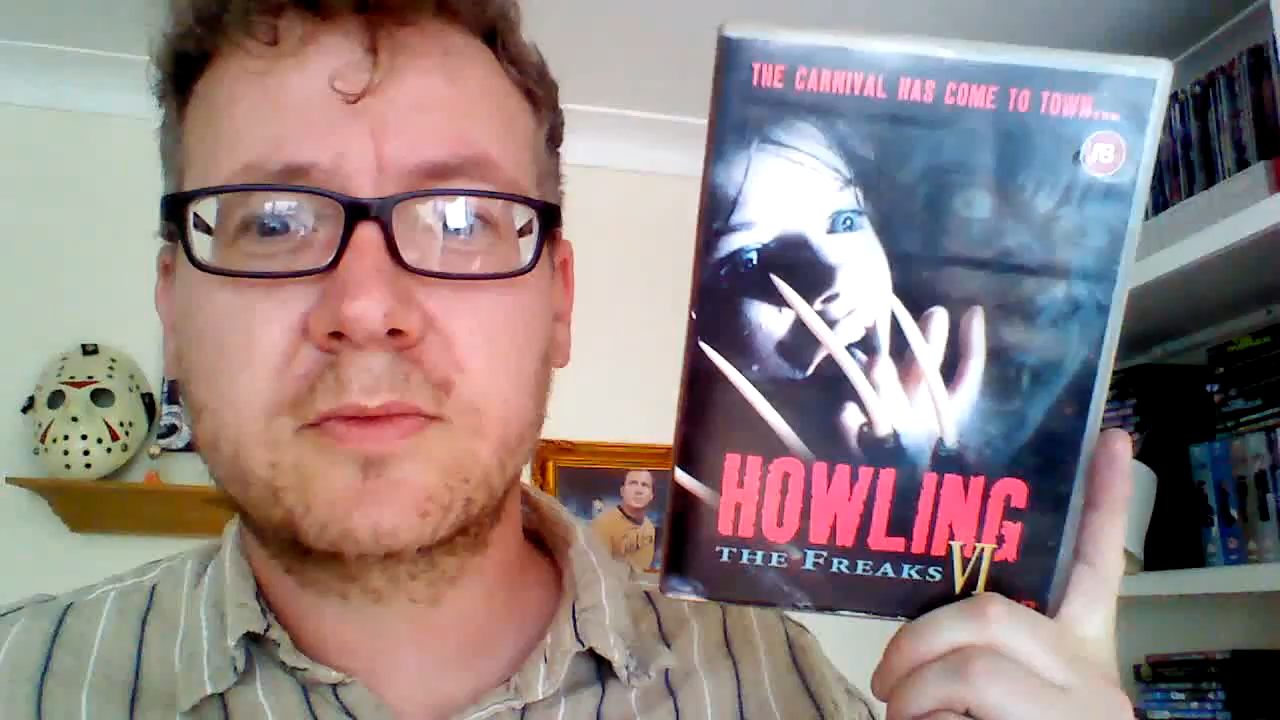 THE CARNIVAL HAS COME TO TOWN...
18
HOWLING
THE FREAKS VI